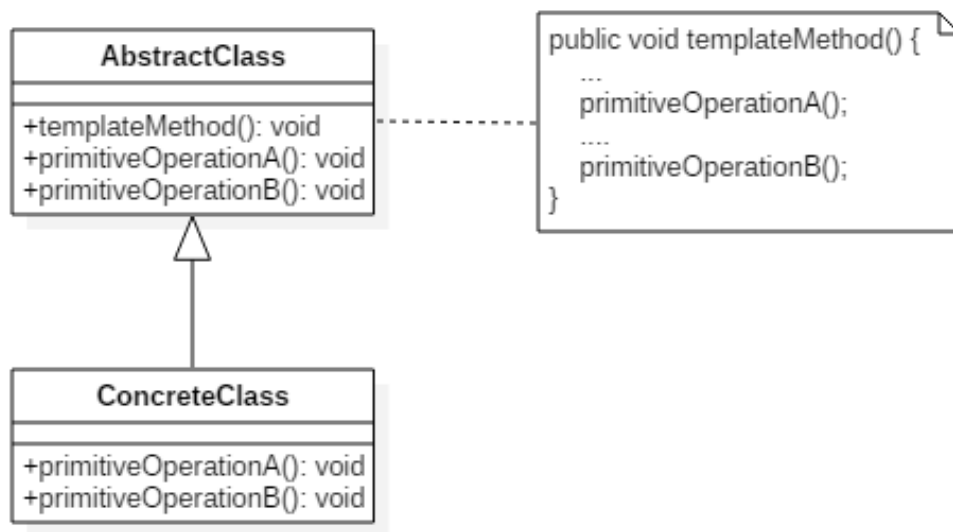 AbstractClass
+templateMethod(): void
+primitiveOperationA(): void
+primitiveOperationB(): void
public void templateMethod() {
...
primitiveOperationA();
....
primitiveOperationB();
}
ConcreteClass
+primitiveOperationA(): void
+primitiveOperationB(): void